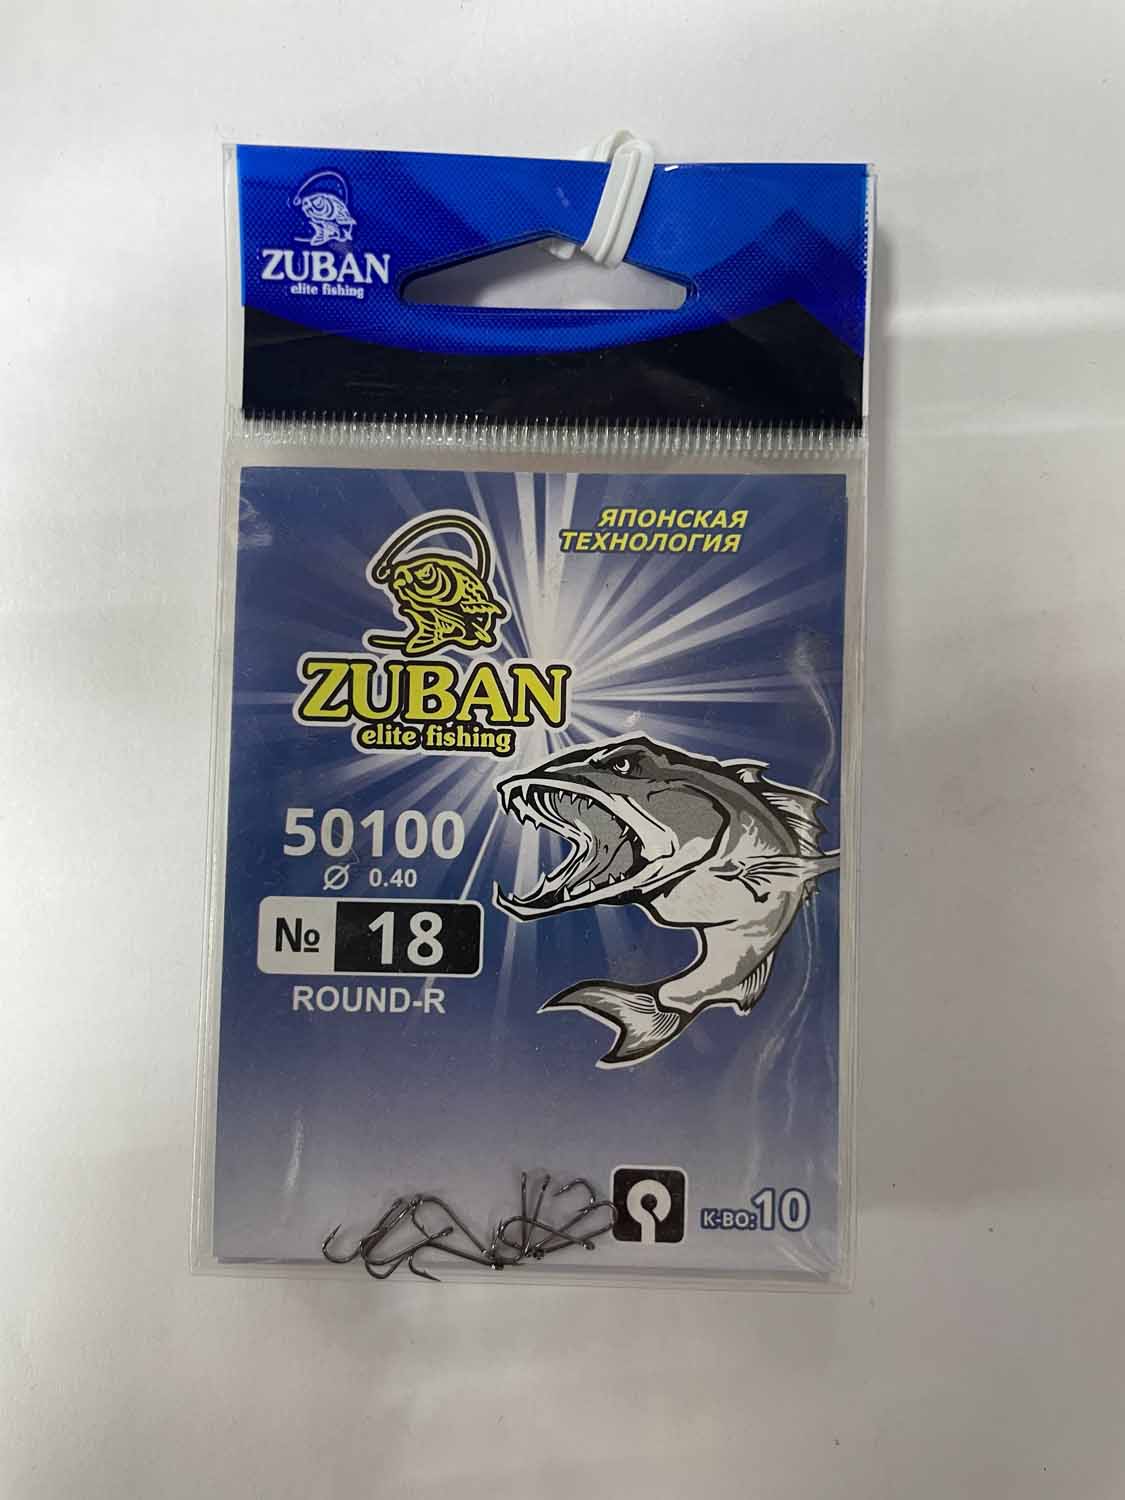 ZUBAN
elite fishing
ЯПОНСКАЯ
ТЕХНОЛОГИЯ
ZUBAN
elite fishing
50100
Ø 0.40
№ 18
ROUND-R
К-ВО:10